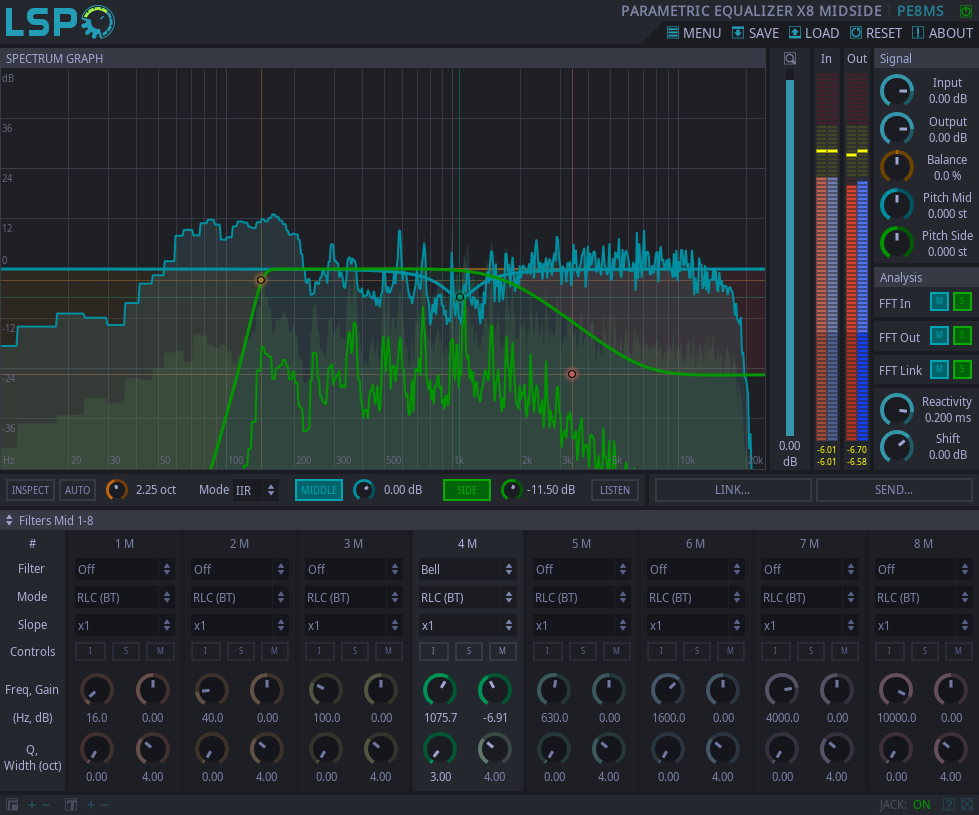 LSP
PARAMETRIC EQUALIZER X8 MIDSIDE PE8MS
MENU SAVE LOAD RESET ABOUT
SPECTRUM GRAPH
dB
36
24
12
0
-12
-24
-36
Hz 20 30 50 100 200 300 500 1k 2k 3k 10k 20k
0.00
dB
In Out
-6.01 -6.70
-6.01 -6.58
Signal
Input
0.00 dB
Output
0.00 dB
Balance
0.0 %
Pitch Mid
0.000 st
Pitch Side
0.000 st
Analysis
FFT In M S
FFT Out M S
FFT Link M S
Reactivity
0.200 ms
Shift
0.00 dB
INSPECT AUTO 2.25 oct Mode IIR MIDDLE 0.00 dB SIDE -11.50 dB LISTEN LINK... SEND...
Filters Mid 1-8
# 1 M 2 M 3 M 4 M 5 M 6 M 7 M 8 M
Filter Off Off Off Bell Off Off Off Off
Mode RLC (BT) RLC (BT) RLC (BT) RLC (BT) RLC (BT) RLC (BT) RLC (BT) RLC (BT)
Slope x1 x1 x1 x1 x1 x1 x1 x1
Controls I S M I S M I S M I S M I S M I S M I S M I S M
Freq, Gain
(Hz, dB) 16.0 0.00 40.0 0.00 100.0 0.00 1075.7 -6.91 630.0 0.00 1600.0 0.00 4000.0 0.00 10000.0 0.00
Q,
Width (oct)
0.00 4.00 0.00 4.00 0.00 4.00 3.00 4.00 0.00 4.00 0.00 4.00 0.00 4.00 0.00 4.00
+ − T + − JACK: ON ?